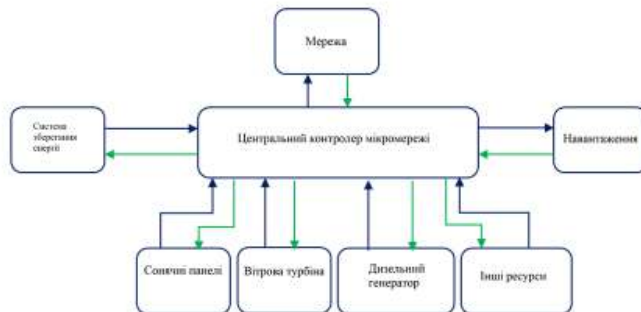 Мережа
Система
зберігання
енергії
Центральний контролер мікромережі
Навантаження
Сонячні панелі
Вітрова турбіна
Дизельний
генератор
Інші ресурси